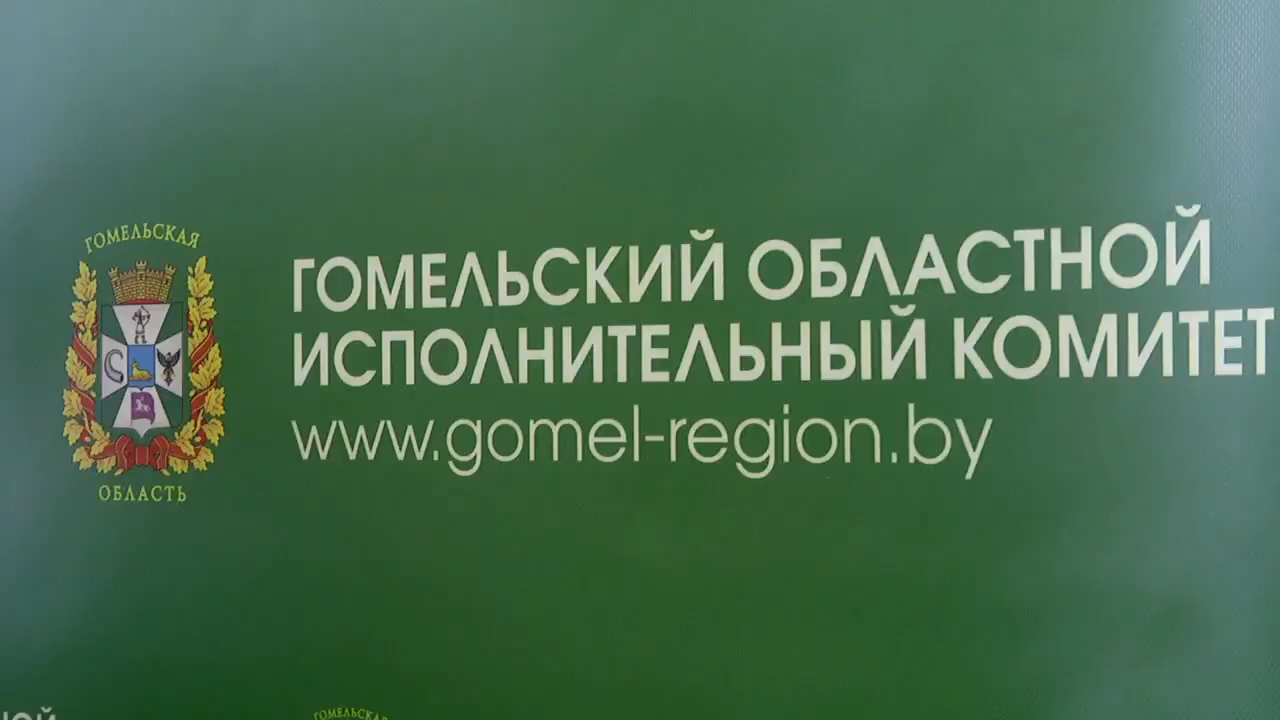 ГОМЕЛЬСКАЯ
ОБЛАСТЬ
ГОМЕЛЬСКИЙ ОБЛАСТНОЙ
ИСПОЛНИТЕЛЬНЫЙ КОМИТЕТ
www.gomel-region.by